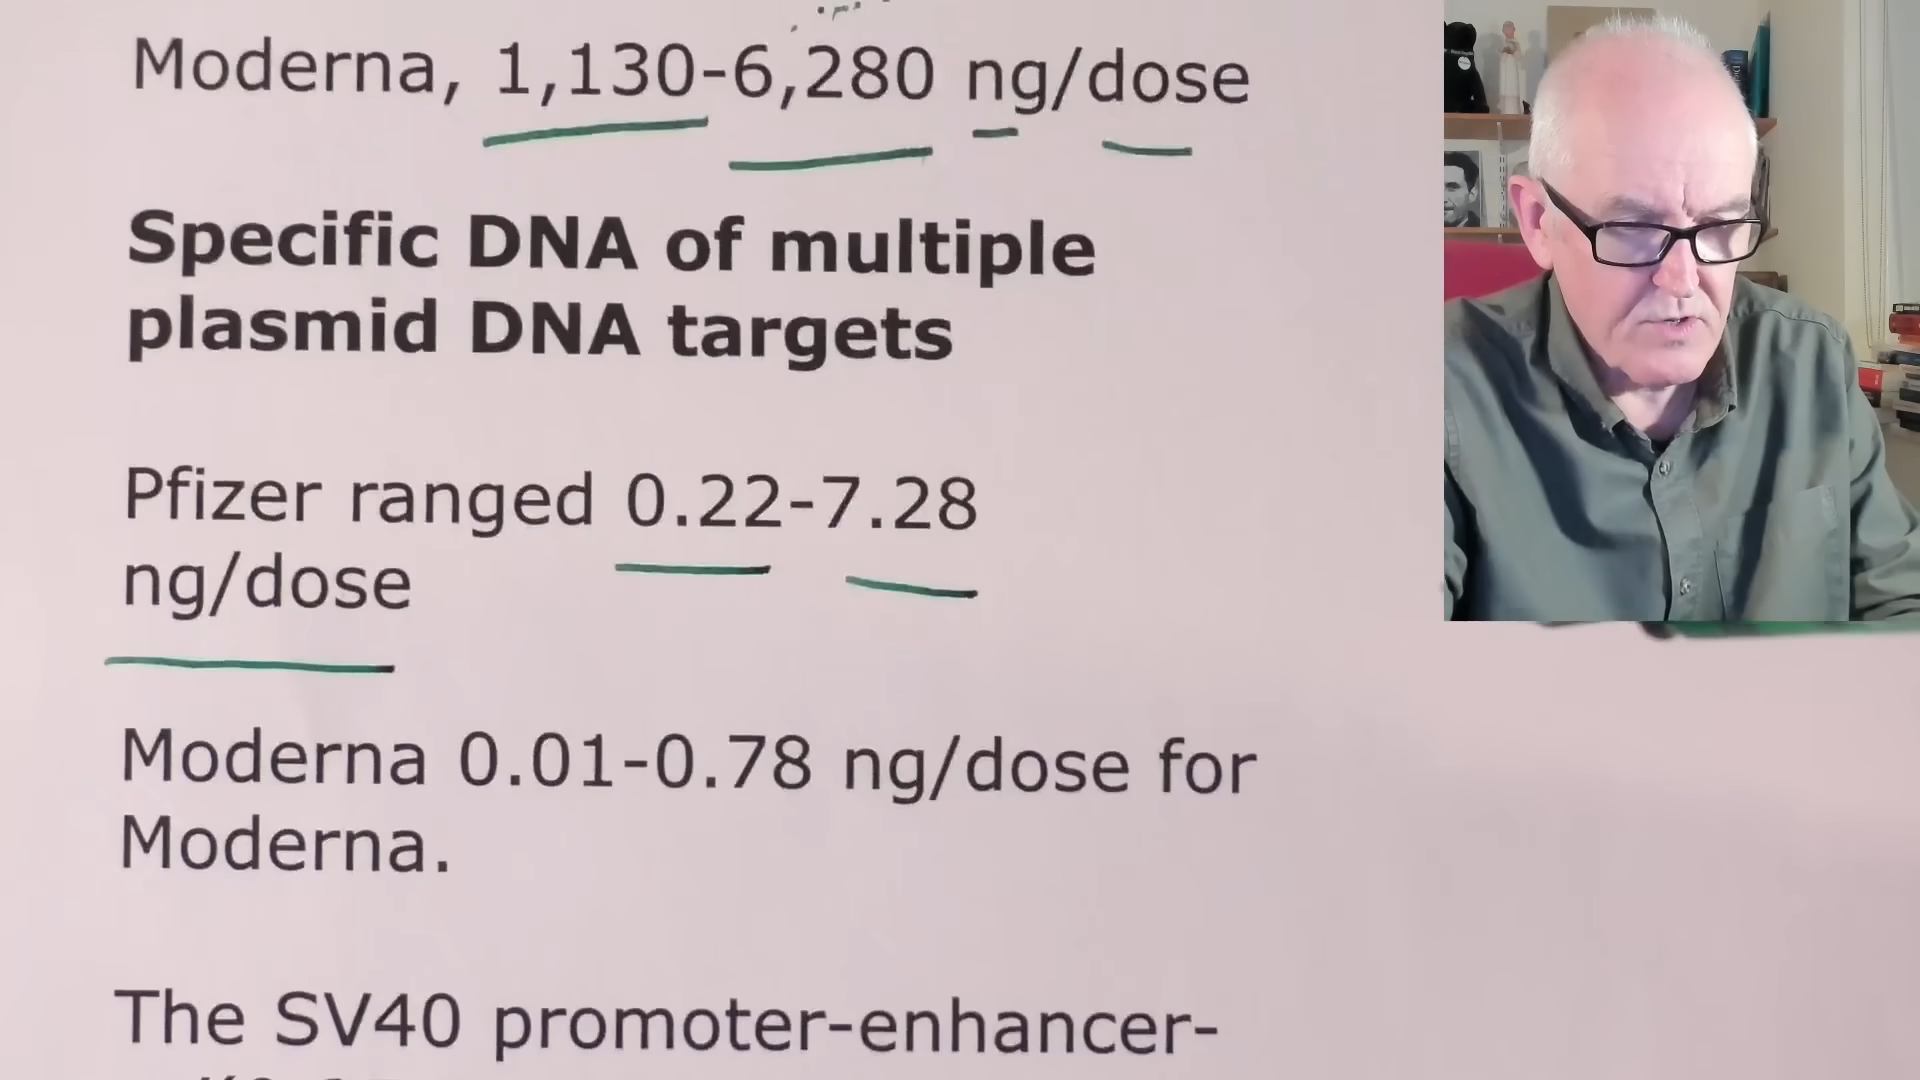 Moderna, 1,130-6,280 ng/dose
Specific DNA of multiple
plasmid DNA targets
Pfizer ranged 0.22-7.28
ng/dose
Moderna 0.01-0.78 ng/dose for
Moderna.
The SV40 promoter-enhancer-